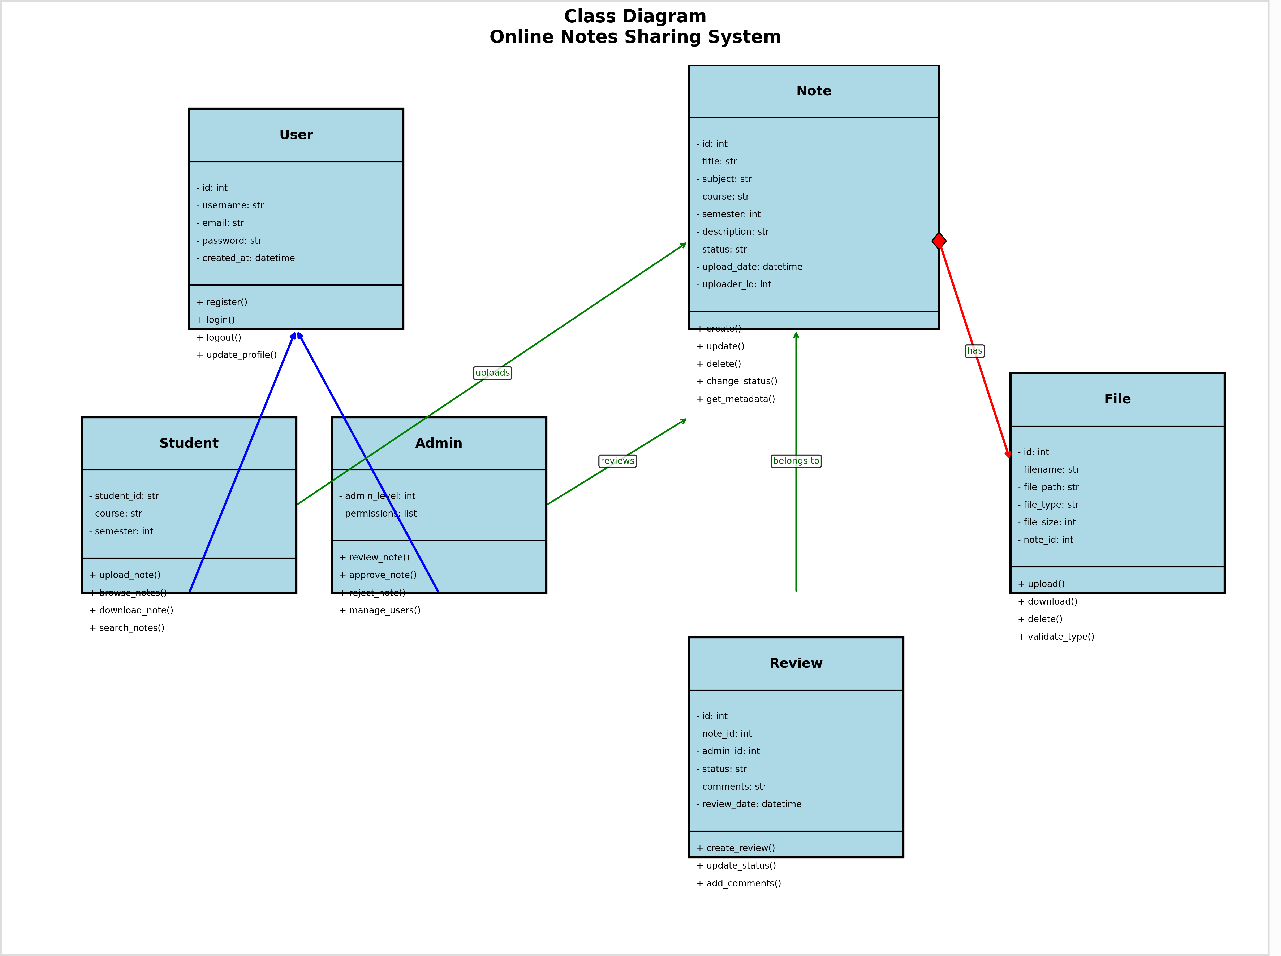 Class Diagram
Online Notes Sharing System
User
- id: int
- username: str
- email: str
- password: str
- created_at: datetime
+ register()
+ login()
+ logout()
+ update_profile()
Note
- id: int
- title: str
- subject: str
- course: str
- semester: int
- description: str
- status: str
- upload_date: datetime
- uploader_id: int
+ create()
+ update()
+ delete()
+ change_status()
+ get_metadata()
uploads
has
reviews
belongs to
Student
- student_id: str
- course: str
- semester: int
+ upload_note()
+ browse_notes()
+ download_note()
+ search_notes()
Admin
- admin_level: int
- permissions: list
+ review_note()
+ approve_note()
+ reject_note()
+ manage_users()
File
- id: int
- filename: str
- file_path: str
- file_type: str
- file_size: int
- note_id: int
+ upload()
+ download()
+ delete()
+ validate_type()
Review
- id: int
- note_id: int
- admin_id: int
- status: str
- comments: str
- review_date: datetime
+ create_review()
+ update_status()
+ add_comments()